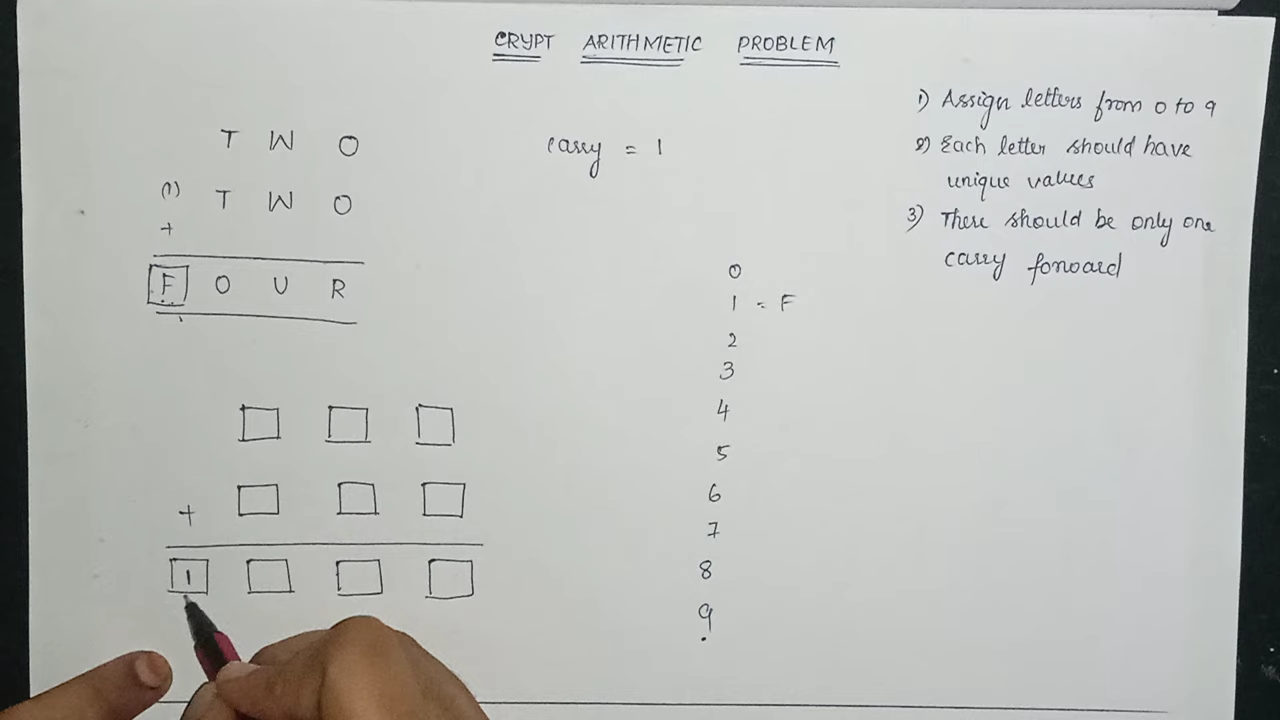 CRYPT ARITHMETIC PROBLEM
T W O
carry = 1
(1) T W O
+
F O U R
+
1
0
1 = F
2
3
4
5
6
7
8
9
1) Assign letters from 0 to 9
2) Each letter should have
unique values
3) There should be only one
carry forward